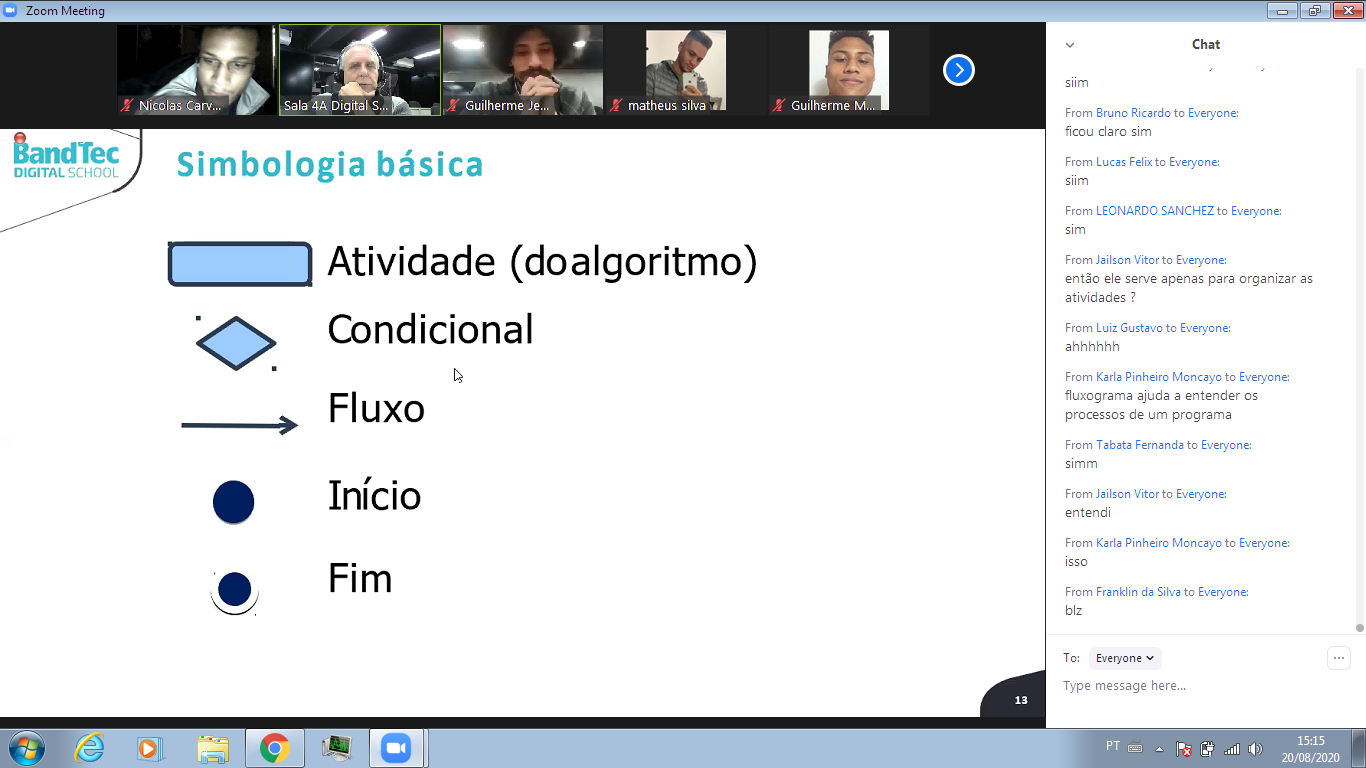 Zoom Meeting
Nicolas Carv...
Sala 4A Digital S...
Guilherme Je...
matheus silva
Guilherme M...
BandTec
DIGITAL SCHOOL
Simbologia básica
Atividade (doalgoritmo)
Condicional
Fluxo
Início
Fim
13
Chat
siim
From Bruno Ricardo to Everyone:
ficou claro sim
From Lucas Felix to Everyone:
siim
From LEONARDO SANCHEZ to Everyone:
sim
From Jailson Vitor to Everyone:
então ele serve apenas para organizar as
atividades ?
From Luiz Gustavo to Everyone:
ahhhhhh
From Karla Pinheiro Moncayo to Everyone:
fluxograma ajuda a entender os
processos de um programa
From Tabata Fernanda to Everyone:
simm
From Jailson Vitor to Everyone:
entendi
From Karla Pinheiro Moncayo to Everyone:
isso
From Franklin da Silva to Everyone:
blz
To: Everyone
Type message here...
PT
15:15
20/08/2020